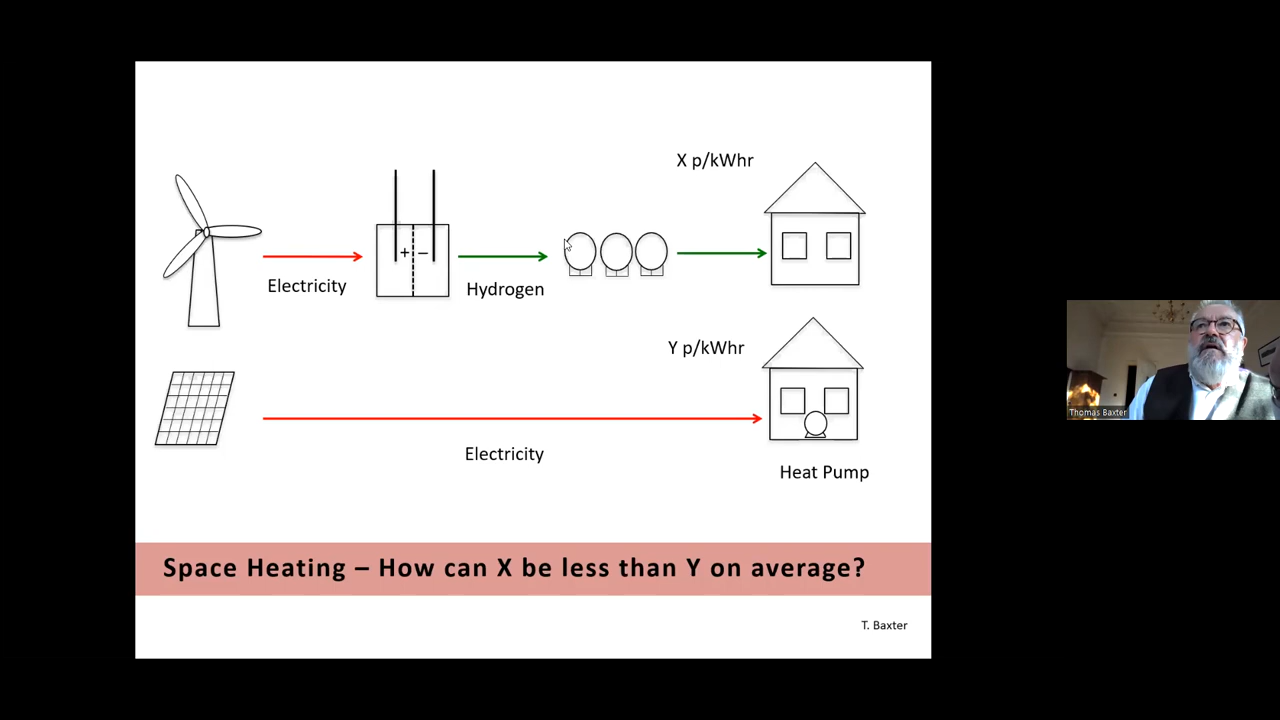 X p/kWhr
+ –
Electricity
Hydrogen
Y p/kWhr
Thomas Baxter
Electricity
Heat Pump
Space Heating – How can X be less than Y on average?
T. Baxter